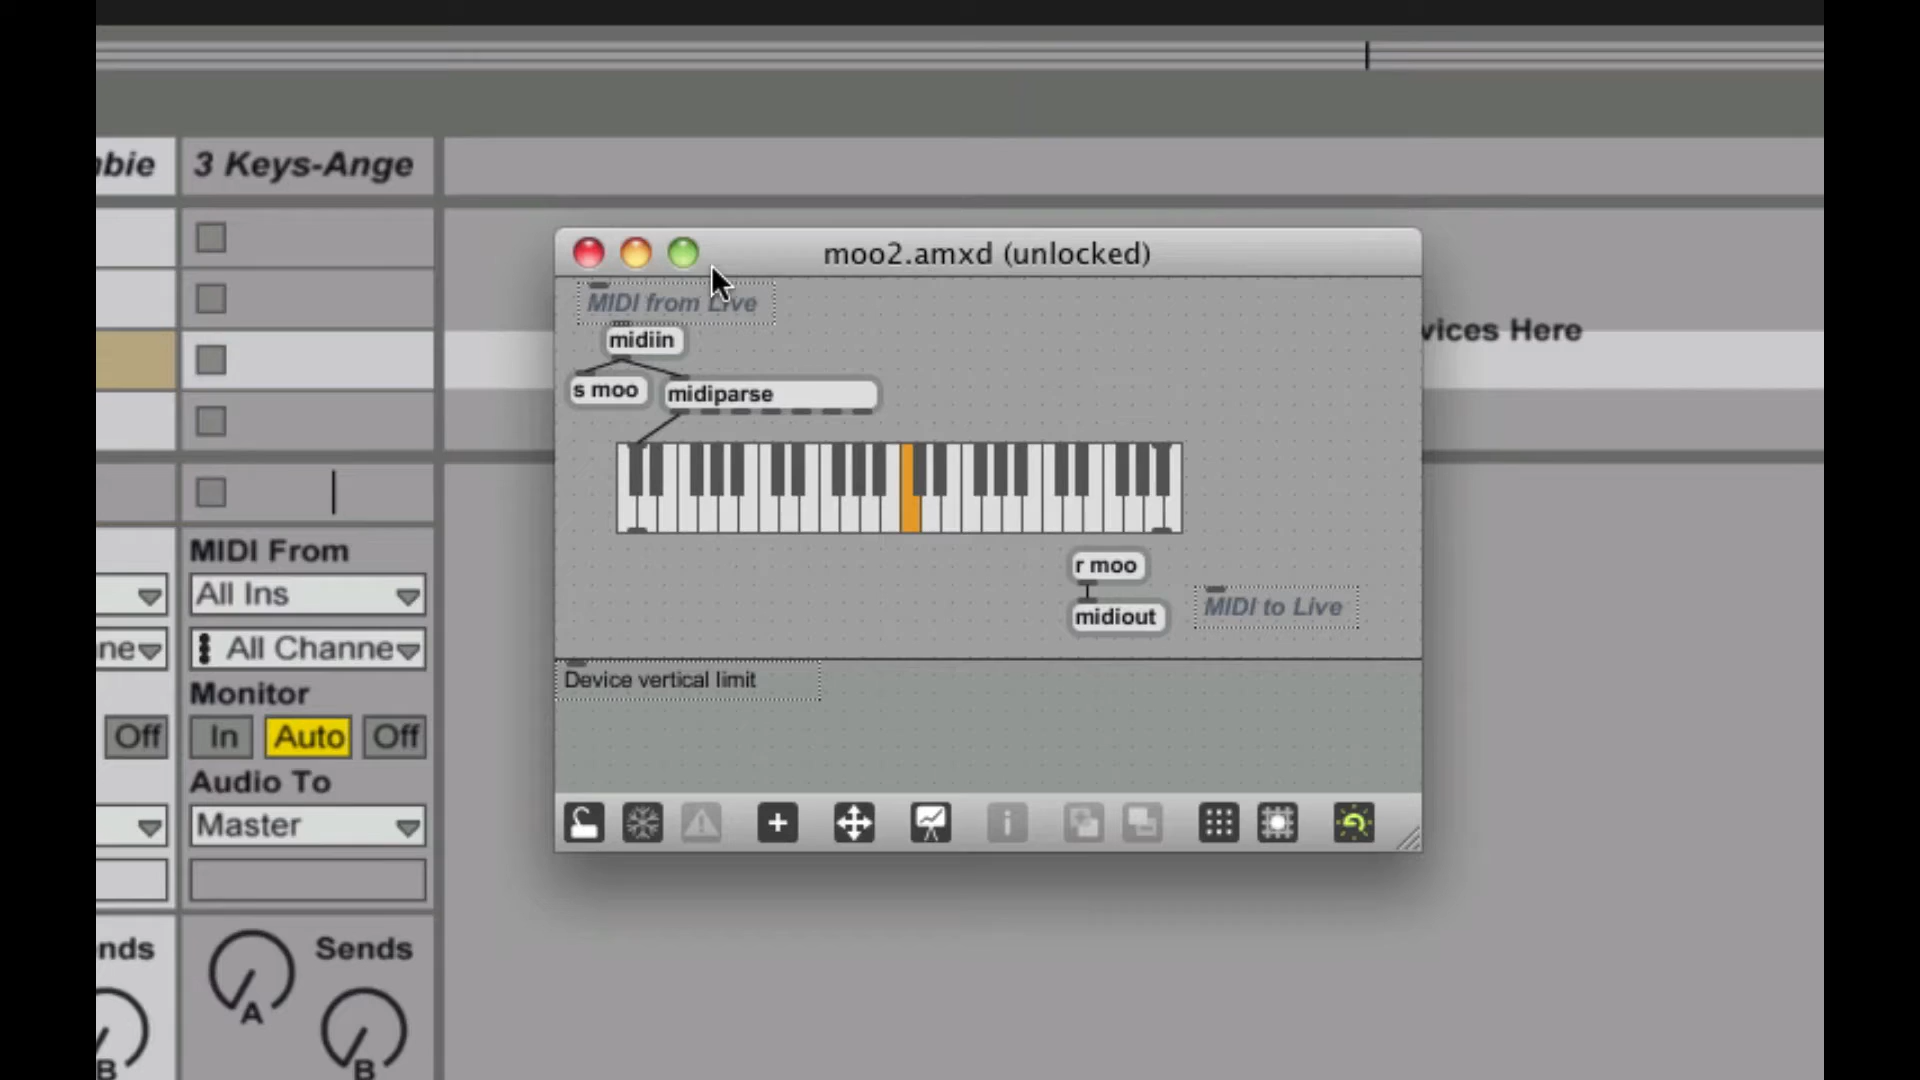 bie
3 Keys-Ange
moo2.amxd (unlocked)
MIDI from Live
midiin
s moo
midiparse
vices Here
r moo
midiout
MIDI to Live
Device vertical limit
MIDI From
All Ins
ne
All Channe
Monitor
Off
In
Auto
Off
Audio To
Master
nds
Sends
A
B
B